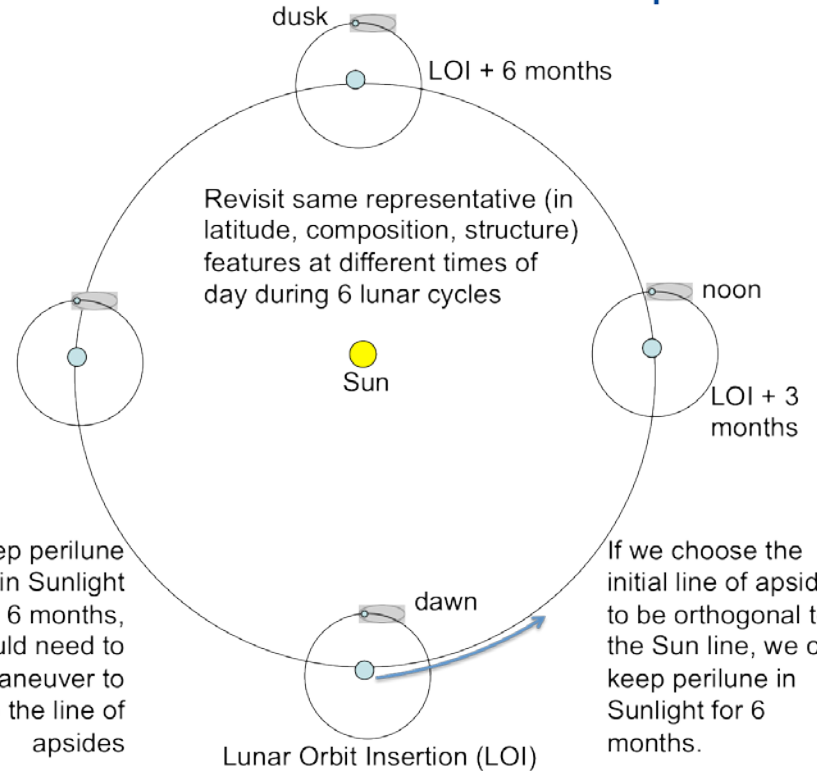 dusk
LOI + 6 months
Revisit same representative (in
latitude, composition, structure)
features at different times of
day during 6 lunar cycles
noon
Sun
LOI + 3
months
perilune
in Sunlight
6 months,
need to
the line of
apsides
dawn
If we choose the
initial line of
to be orthogonal
the Sun line, we
keep perilune in
Sunlight for 6
months.
Lunar Orbit Insertion (LOI)